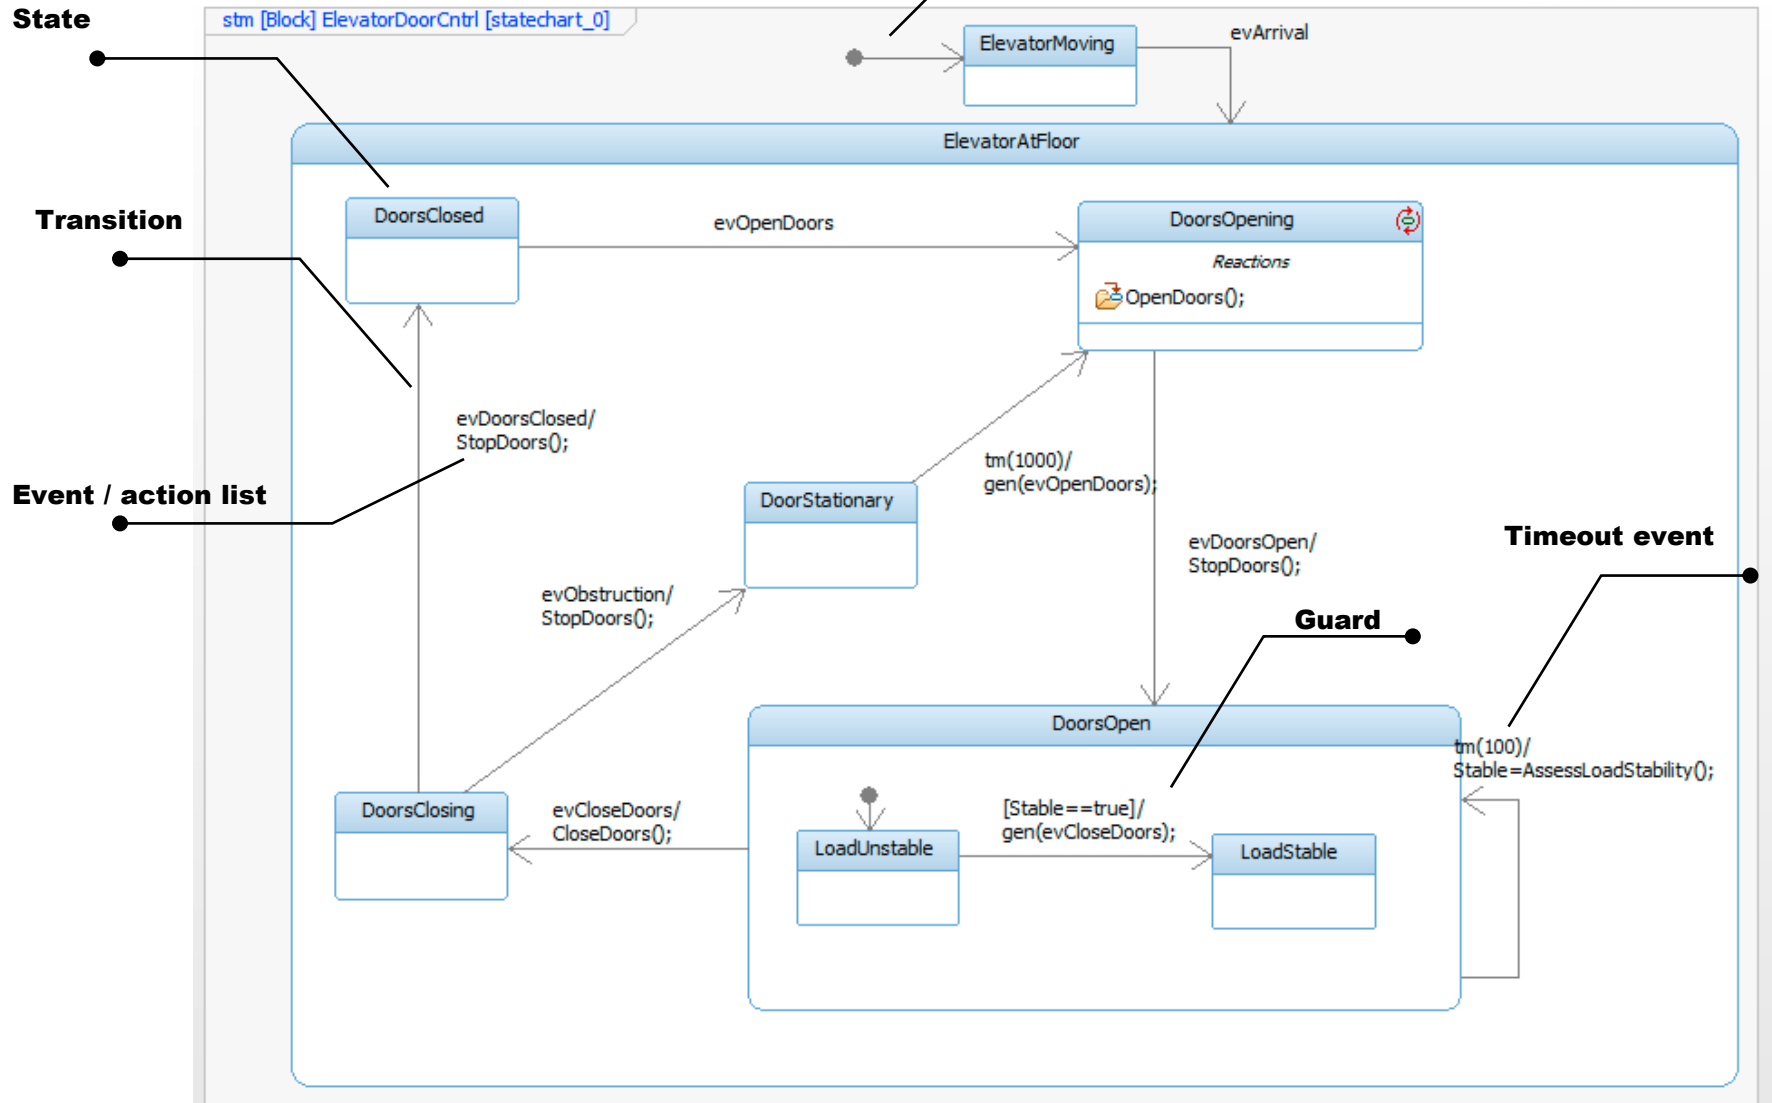 State
stm [Block] ElevatorDoorCntrl [statechart_0]
ElevatorMoving
evArrival
ElevatorAtFloor
Transition
DoorsClosed
evOpenDoors
DoorsOpening
Reactions
OpenDoors();
evDoorsClosed/
StopDoors();
Event / action list
DoorStationary
tm(1000)/
gen(evOpenDoors);
evDoorsOpen/
StopDoors();
Timeout event
evObstruction/
StopDoors();
Guard
DoorsOpen
tm(100)/
Stable=AssessLoadStability();
DoorsClosing
evCloseDoors/
CloseDoors();
[Stable==true]/
gen(evCloseDoors);
LoadUnstable
LoadStable